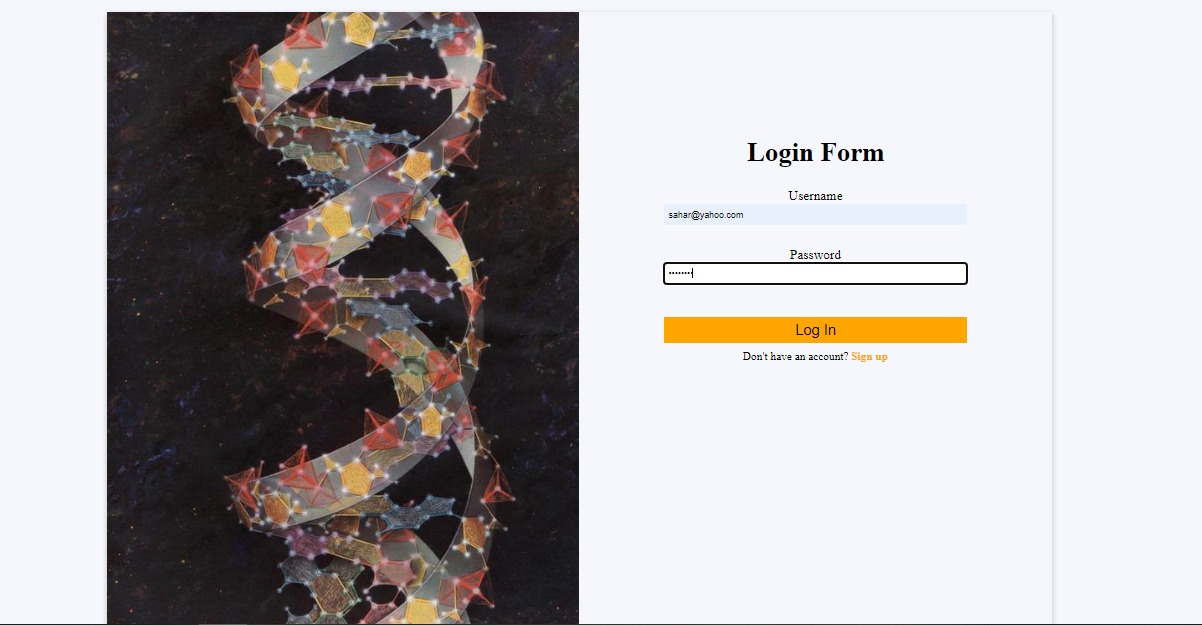 Login Form
Username
sahar@yahoo.com
Password
••••••••
Log In
Don't have an account? Sign up